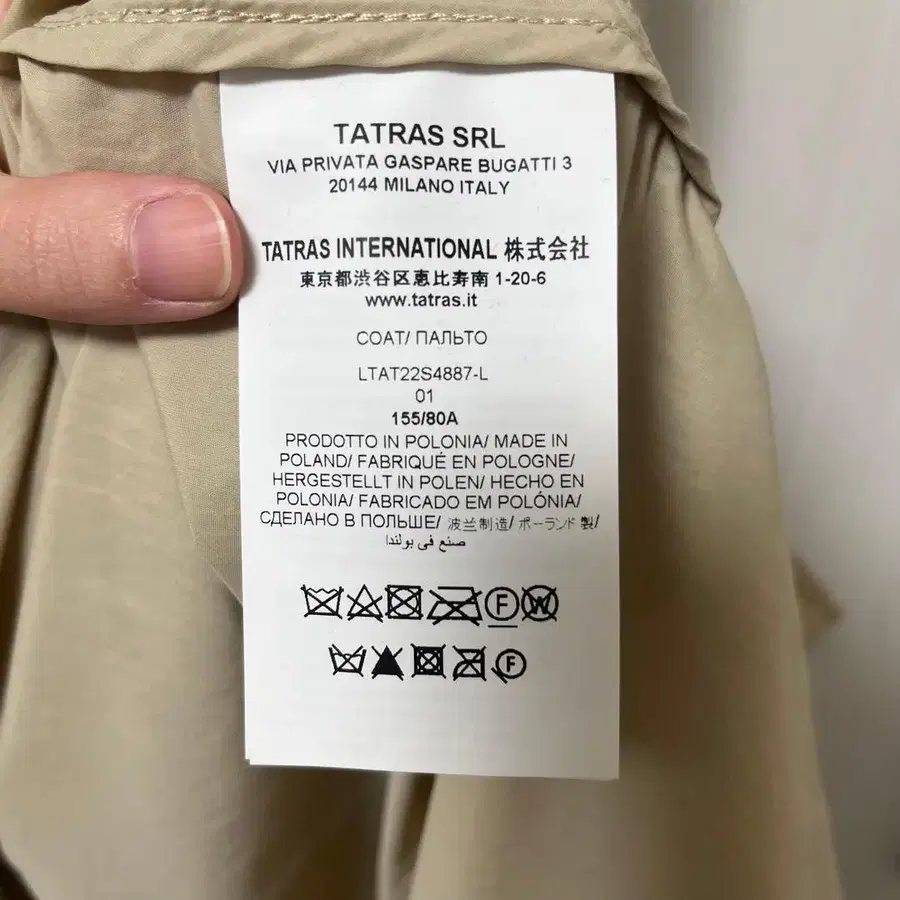 TATRAS SRL
VIA PRIVATA GASPARE BUGATTI 3
20144 MILANO ITALY
TATRAS INTERNATIONAL 株式会社
東京都渋谷区恵比寿南 1-20-6
www.tatras.it
COAT/ ПАЛЬТО
LTAT22S4887-L
01
155/80A
PRODOTTO IN POLONIA/ MADE IN
POLAND/ FABRIQUÉ EN POLOGNE/
HERGESTELLT IN POLEN/ HECHO EN
POLONIA/ FABRICADO EM POLÓNIA/
СДЕЛАНО В ПОЛЬШЕ/ 波兰制造/ ポーランド製/
صنع في بولندا
F W
F